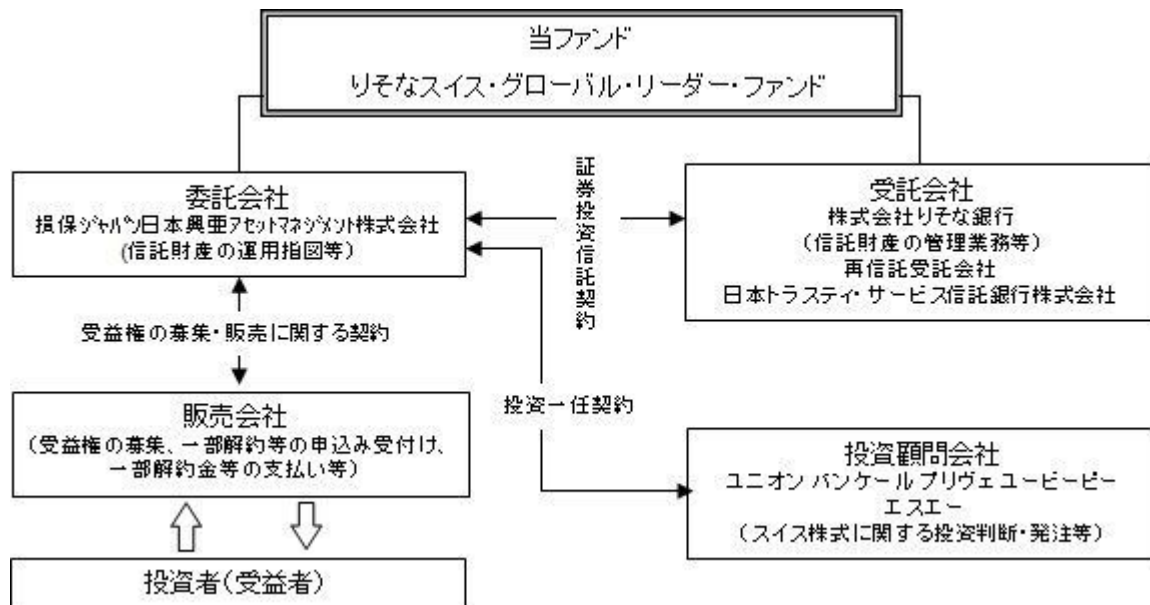 当ファンド
りそなスイス・グローバル・リーダー・ファンド
委託会社
損保ｼﾞｬﾊﾟﾝ日本興亜ｱｾｯﾄﾏﾈｼﾞﾒﾝﾄ株式会社
(信託財産の運用指図等)
証券投資信託契約
受託会社
株式会社りそな銀行
(信託財産の管理業務等)
再信託受託会社
日本トラスティ・サービス信託銀行株式会社
受益権の募集・販売に関する契約
販売会社
(受益権の募集、一部解約等の申込み受付け、
一部解約金等の支払い等)
投資一任契約
投資顧問会社
ユニオン バンケール プリヴェ ユービーピー
エスエー
(スイス株式に関する投資判断・発注等)
投資者(受益者)